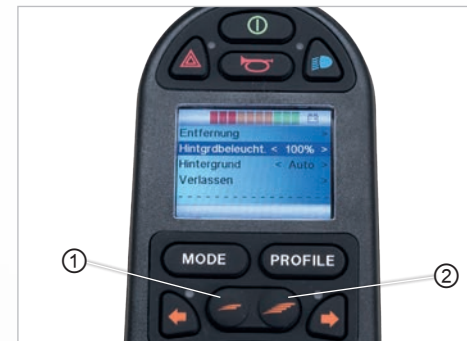 Entfernung >
Hintgrdbeleucht. < 100% >
Hintergrund < Auto >
Verlassen >
MODE PROFILE
1
2